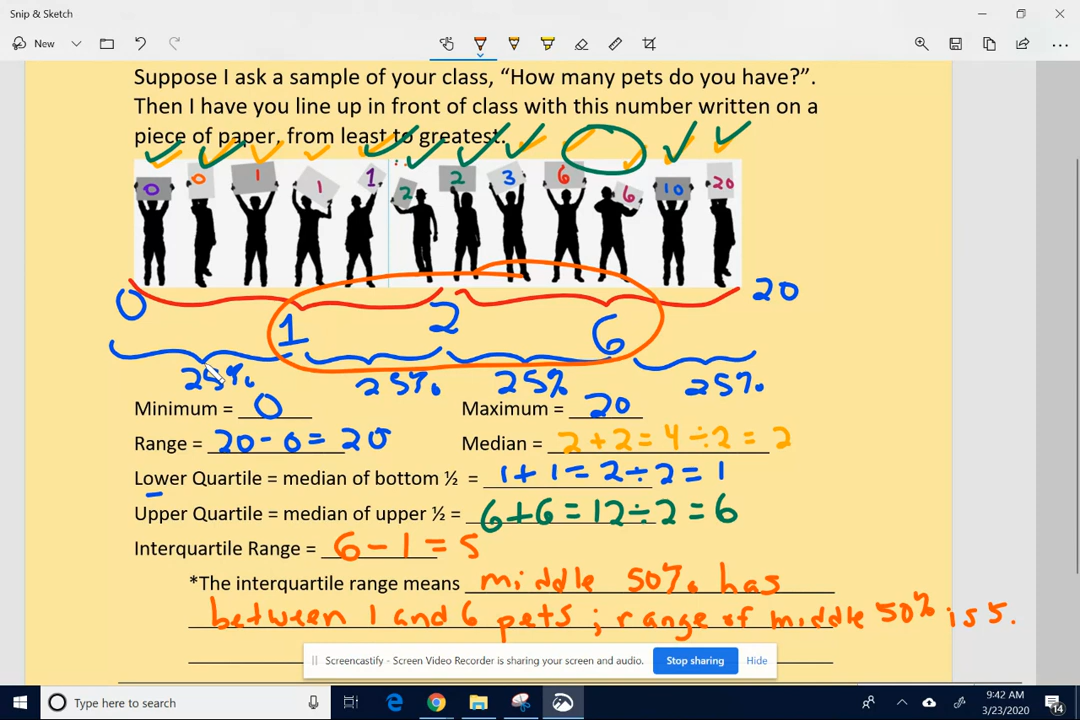 Snip & Sketch
New
Suppose I ask a sample of your class, “How many pets do you have?”.
Then I have you line up in front of class with this number written on a
piece of paper, from least to greatest.
0 0 1 1 1 2 2 3 6 6 10 20
0 1 2 6 20
25% 25% 25% 25%
Minimum = 0 Maximum = 20
Range = 20 - 0 = 20 Median = 2 + 2 = 4 ÷ 2 = 2
Lower Quartile = median of bottom ½ = 1 + 1 = 2 ÷ 2 = 1
Upper Quartile = median of upper ½ = 6 + 6 = 12 ÷ 2 = 6
Interquartile Range = 6 - 1 = 5
*The interquartile range means middle 50% has
between 1 and 6 pets ; range of middle 50% is 5.
Screencastify - Screen Video Recorder is sharing your screen and audio. Stop sharing Hide
Type here to search
9:42 AM
3/23/2020
14